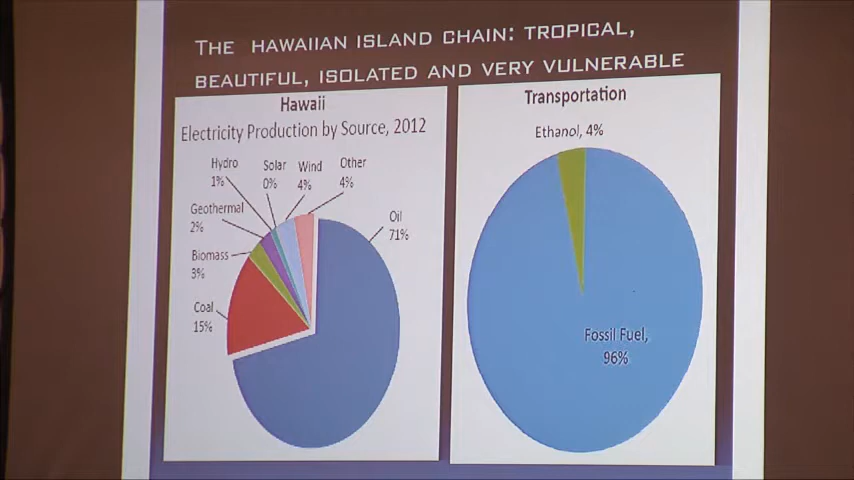 THE HAWAIIAN ISLAND CHAIN: TROPICAL,
BEAUTIFUL, ISOLATED AND VERY VULNERABLE
Hawaii
Electricity Production by Source, 2012
Hydro
1%
Solar
0%
Wind
4%
Other
4%
Geothermal
2%
Biomass
3%
Coal
15%
Oil
71%
Transportation
Ethanol, 4%
Fossil Fuel,
96%